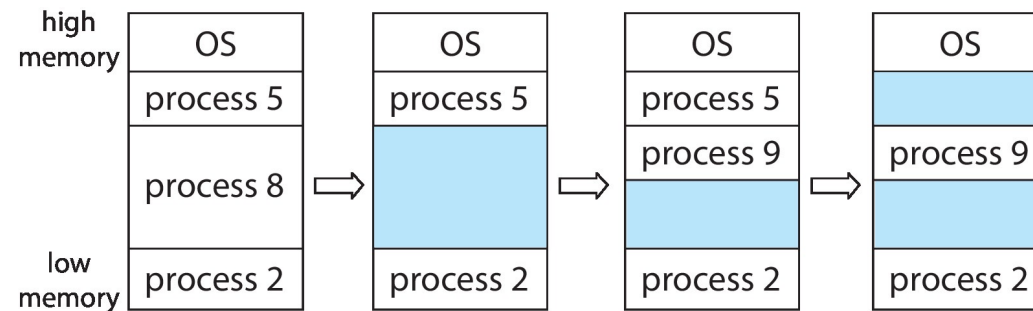 high
memory
OS
process 5
process 8
process 2
low
memory
OS
process 5
process 2
OS
process 5
process 9
process 2
OS
process 9
process 2